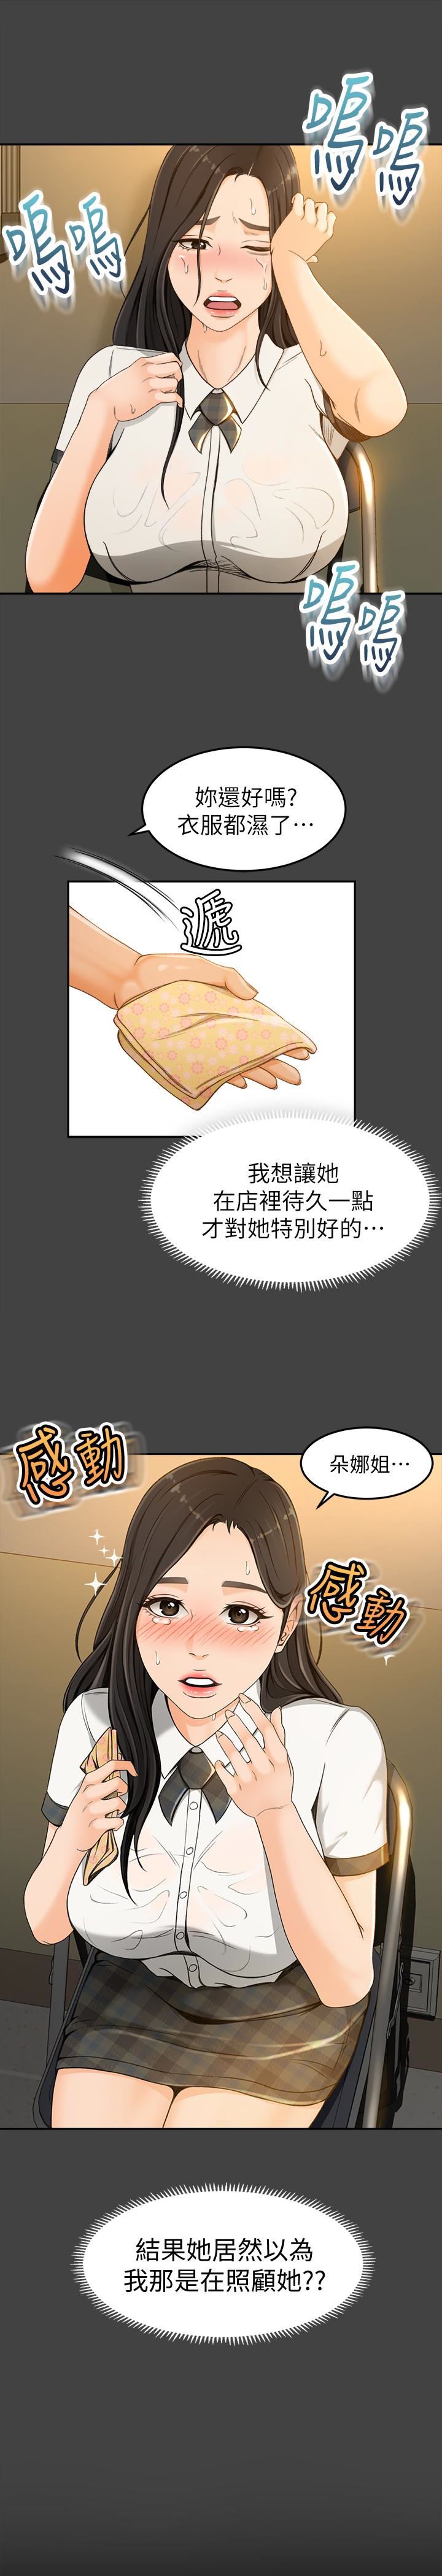 嗚嗚
嗚嗚
嗚嗚
妳還好嗎?
衣服都濕了…
遞
我想讓她
在店裡待久一點
才對她特別好的…
感動
朵娜姐…
感動
結果她居然以為
我那是在照顧她??